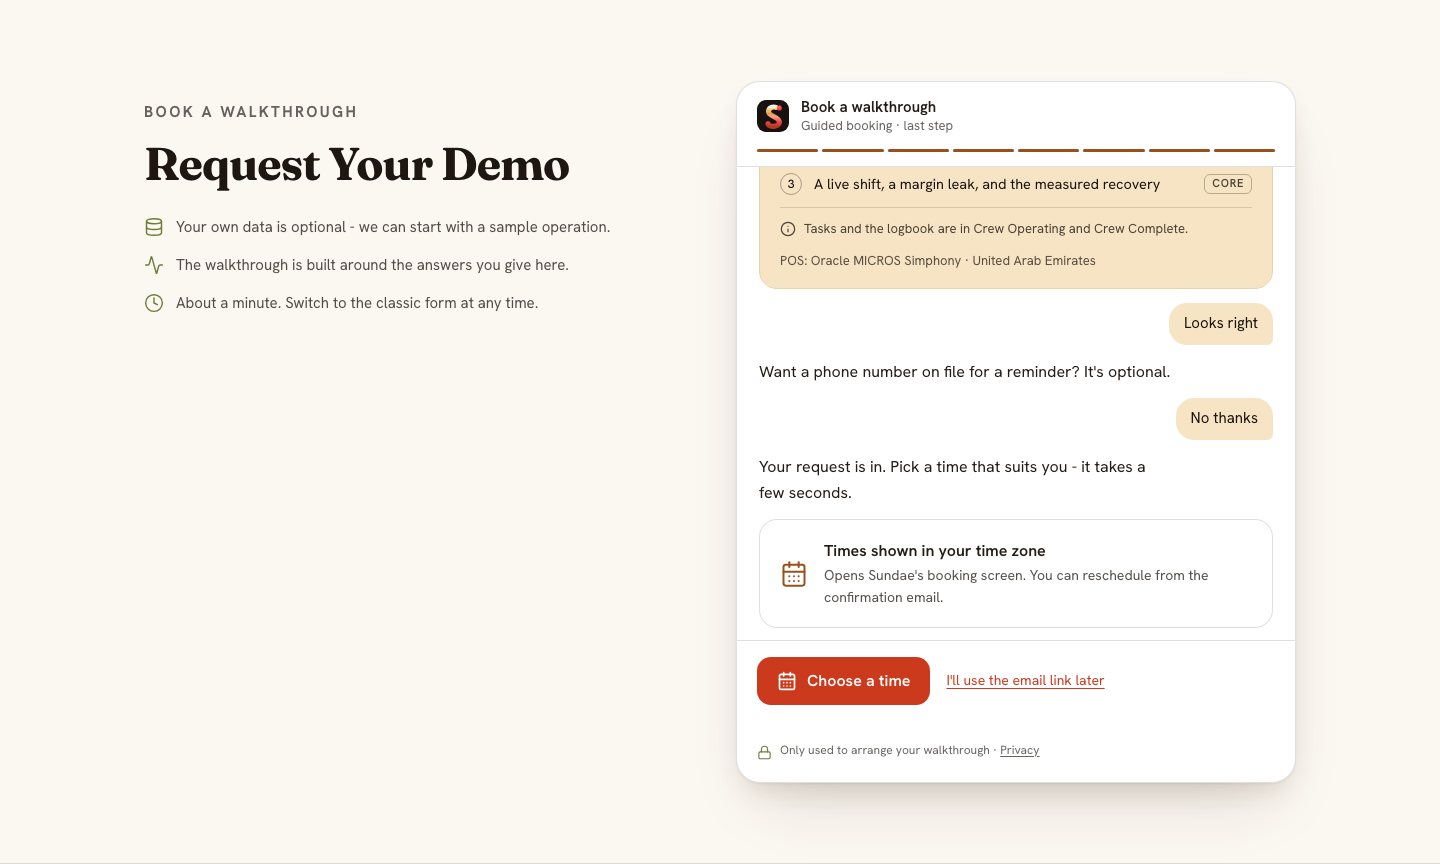 BOOK A WALKTHROUGH
Request Your Demo
Your own data is optional - we can start with a sample operation.
The walkthrough is built around the answers you give here.
About a minute. Switch to the classic form at any time.
S
Book a walkthrough
Guided booking · last step
3 A live shift, a margin leak, and the measured recovery CORE
Tasks and the logbook are in Crew Operating and Crew Complete.
POS: Oracle MICROS Simphony · United Arab Emirates
Looks right
Want a phone number on file for a reminder? It's optional.
No thanks
Your request is in. Pick a time that suits you - it takes a
few seconds.
Times shown in your time zone
Opens Sundae's booking screen. You can reschedule from the
confirmation email.
Choose a time I'll use the email link later
Only used to arrange your walkthrough · Privacy